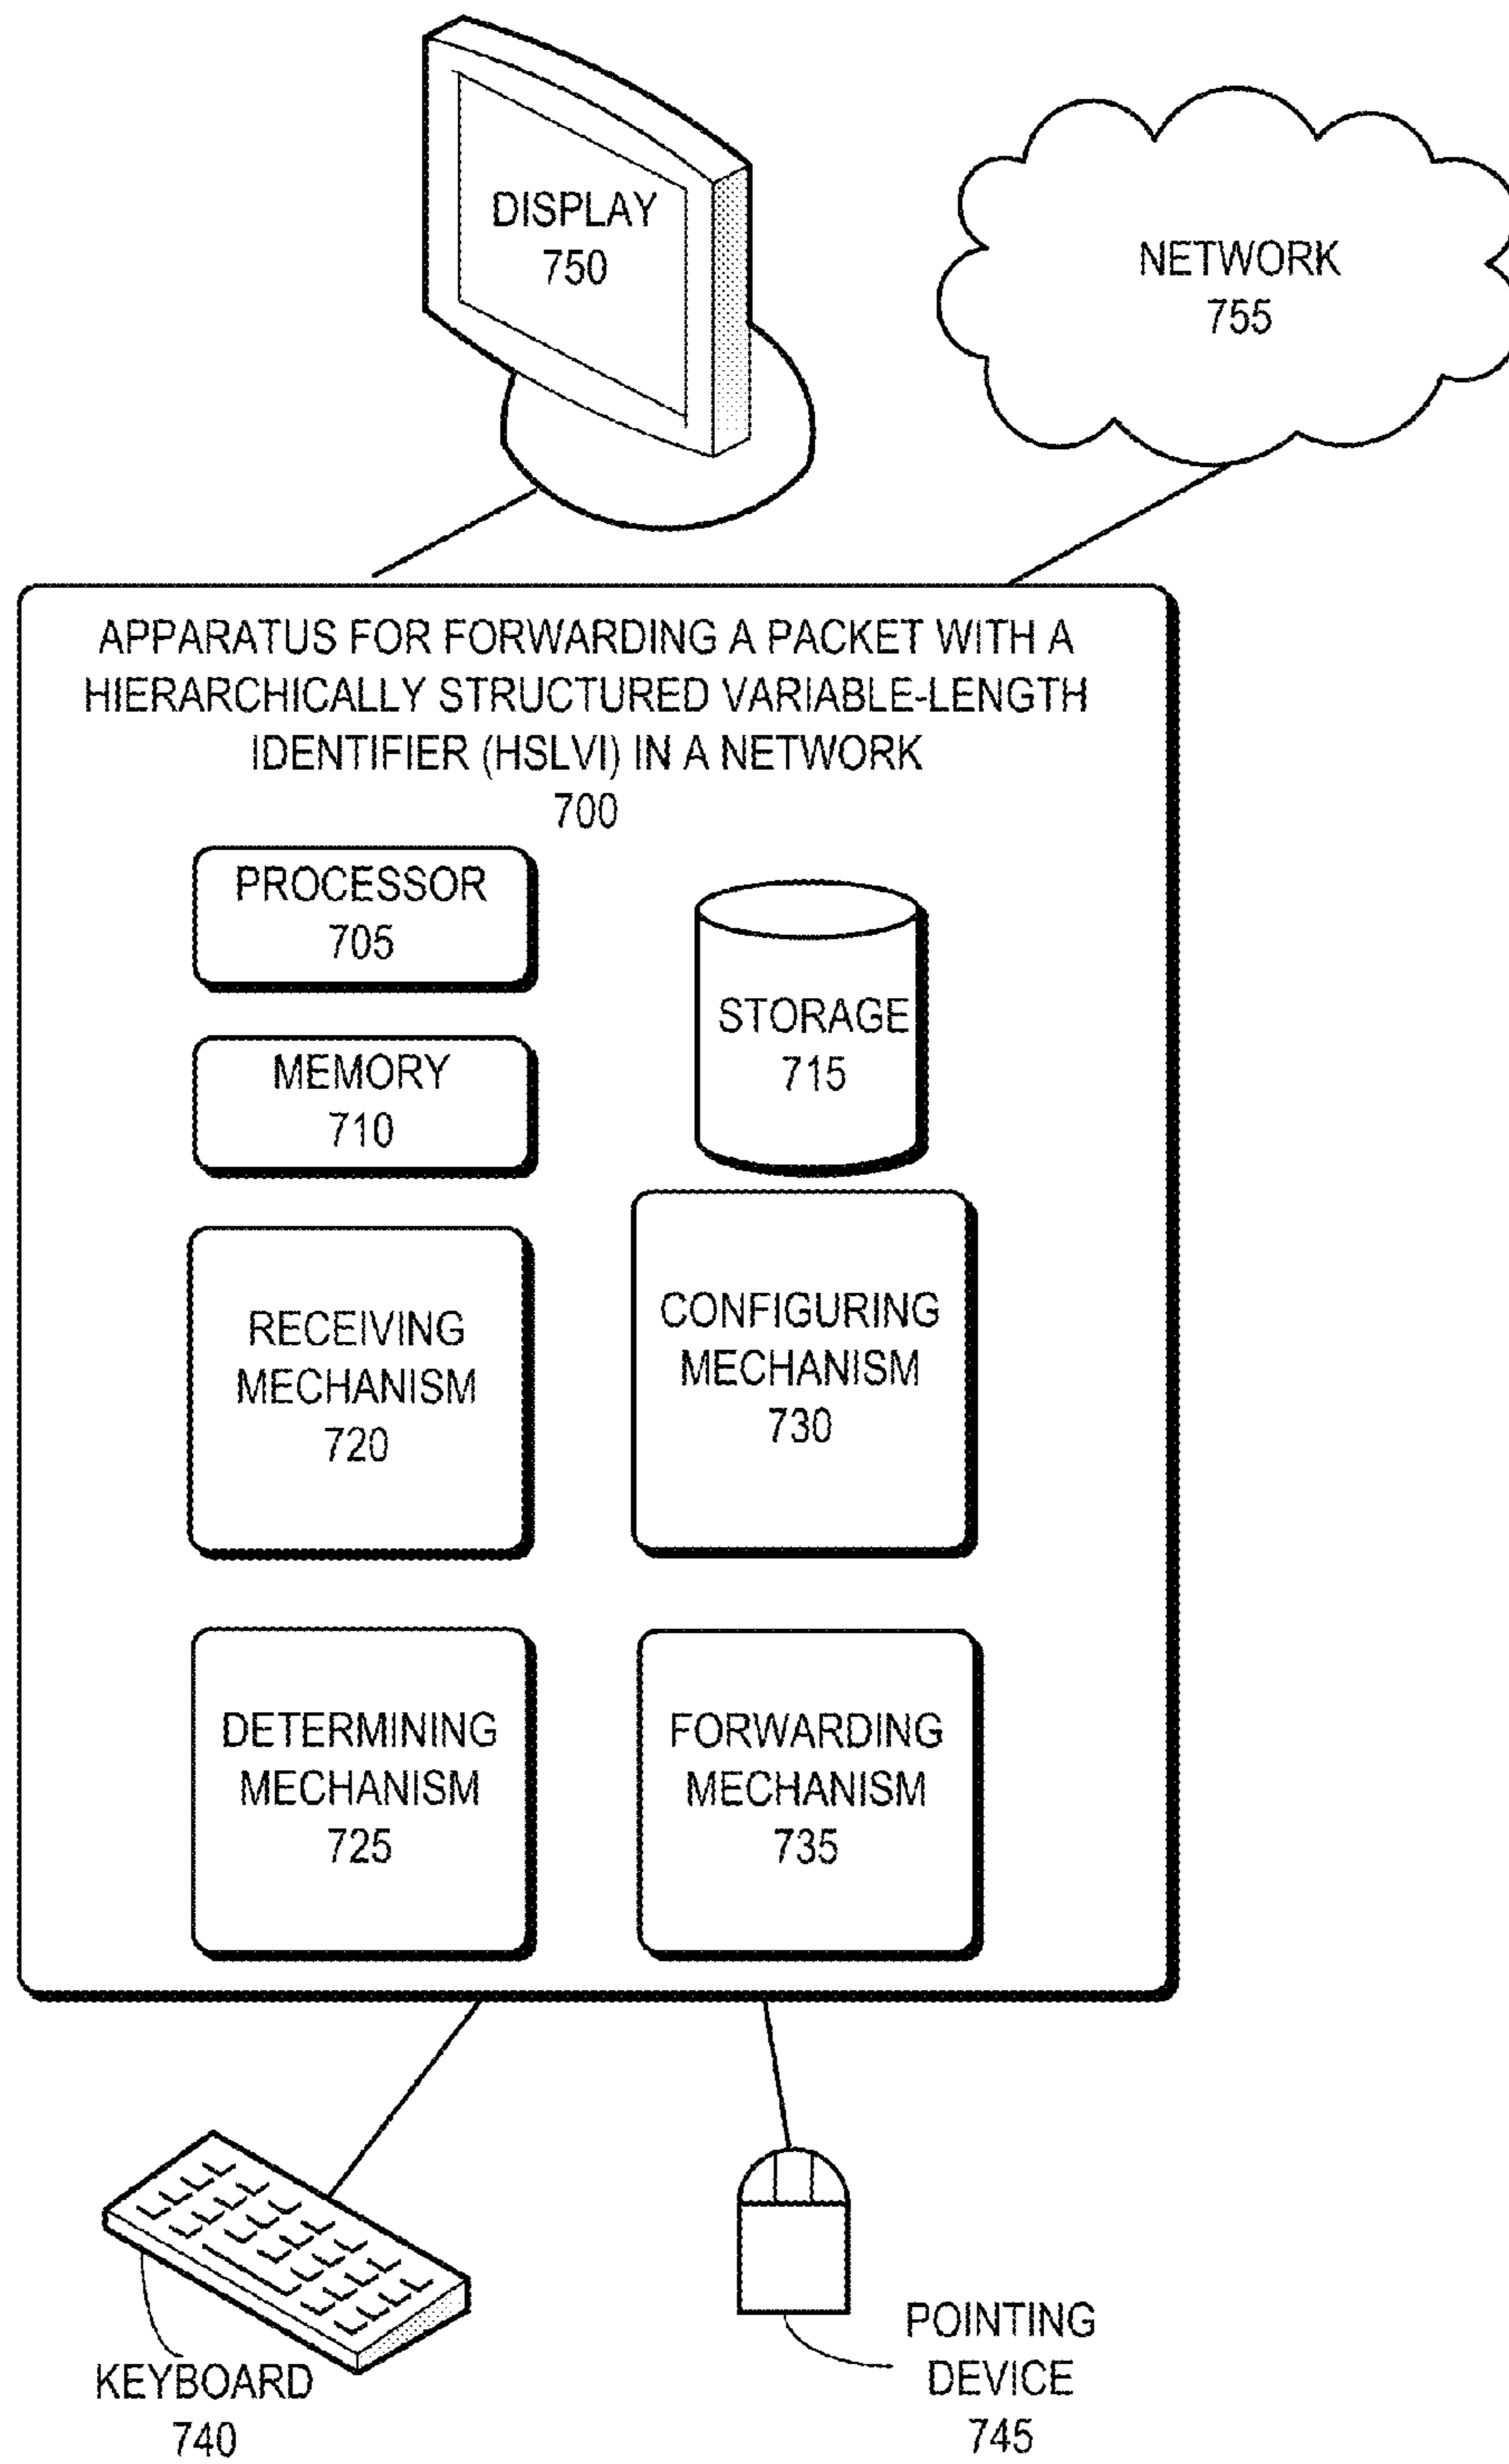 DISPLAY
750
NETWORK
755
APPARATUS FOR FORWARDING A PACKET WITH A
HIERARCHICALLY STRUCTURED VARIABLE-LENGTH
IDENTIFIER (HSLVI) IN A NETWORK
700
PROCESSOR
705
STORAGE
715
MEMORY
710
RECEIVING
MECHANISM
720
CONFIGURING
MECHANISM
730
DETERMINING
MECHANISM
725
FORWARDING
MECHANISM
735
KEYBOARD
740
POINTING
DEVICE
745